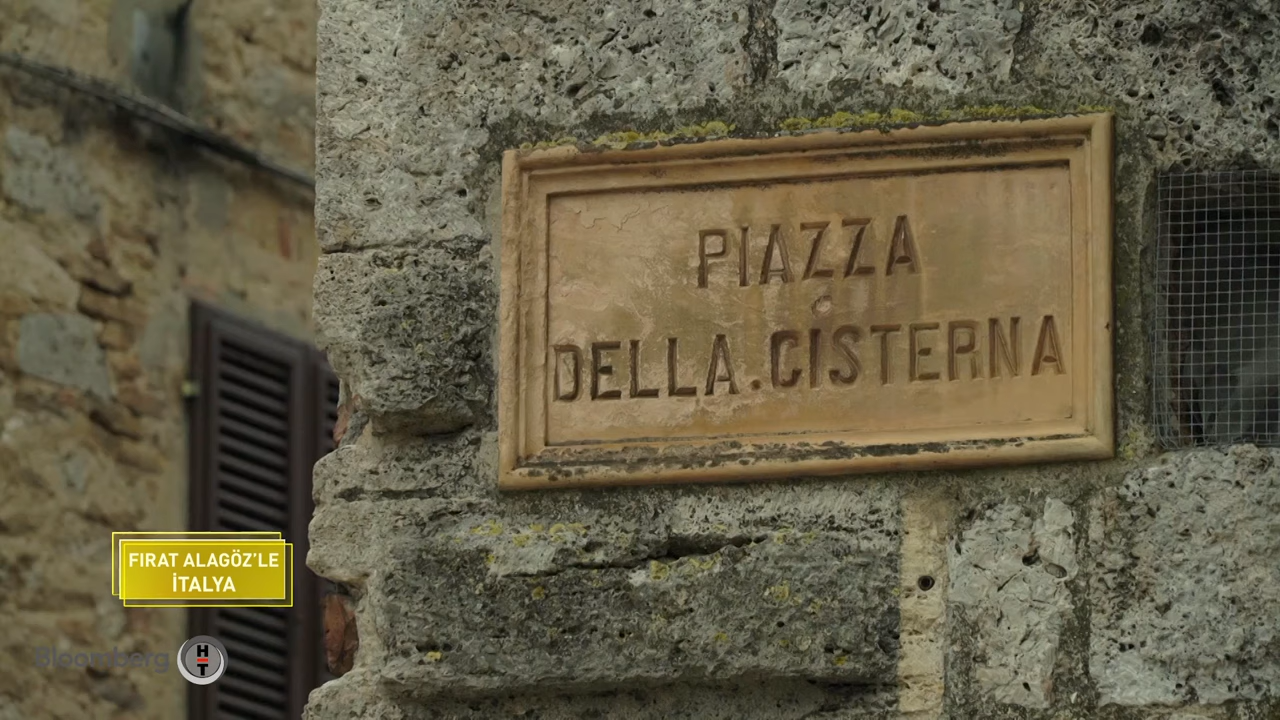 PIAZZA
DELLA.CISTERNA
FIRAT ALAGÖZ'LE
İTALYA
Bloomberg HT